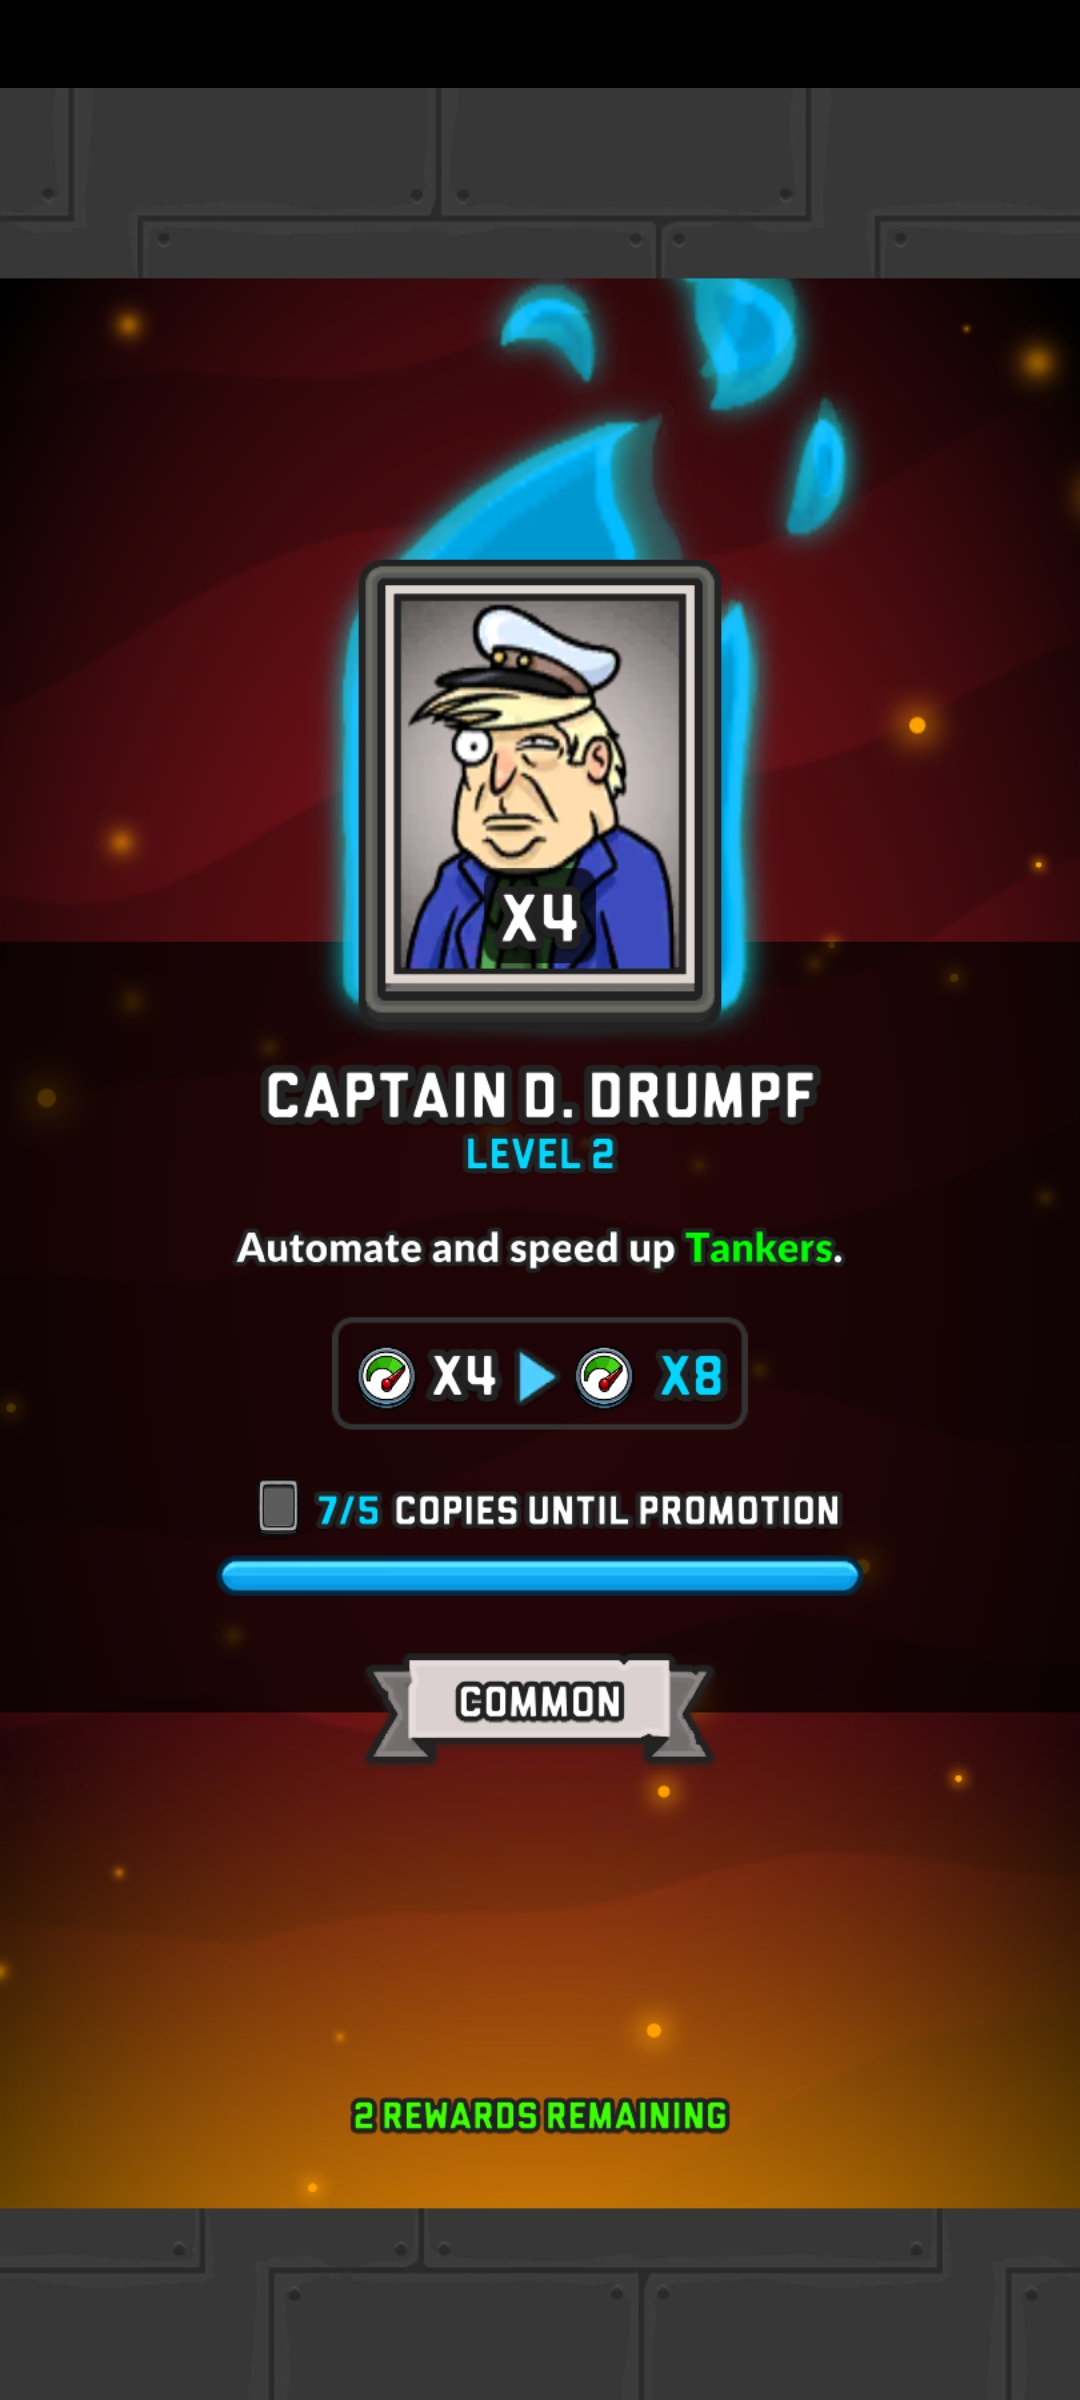 X4
CAPTAIN D. DRUMPF
LEVEL 2
Automate and speed up Tankers.
X4 X8
7/5 COPIES UNTIL PROMOTION
COMMON
2 REWARDS REMAINING